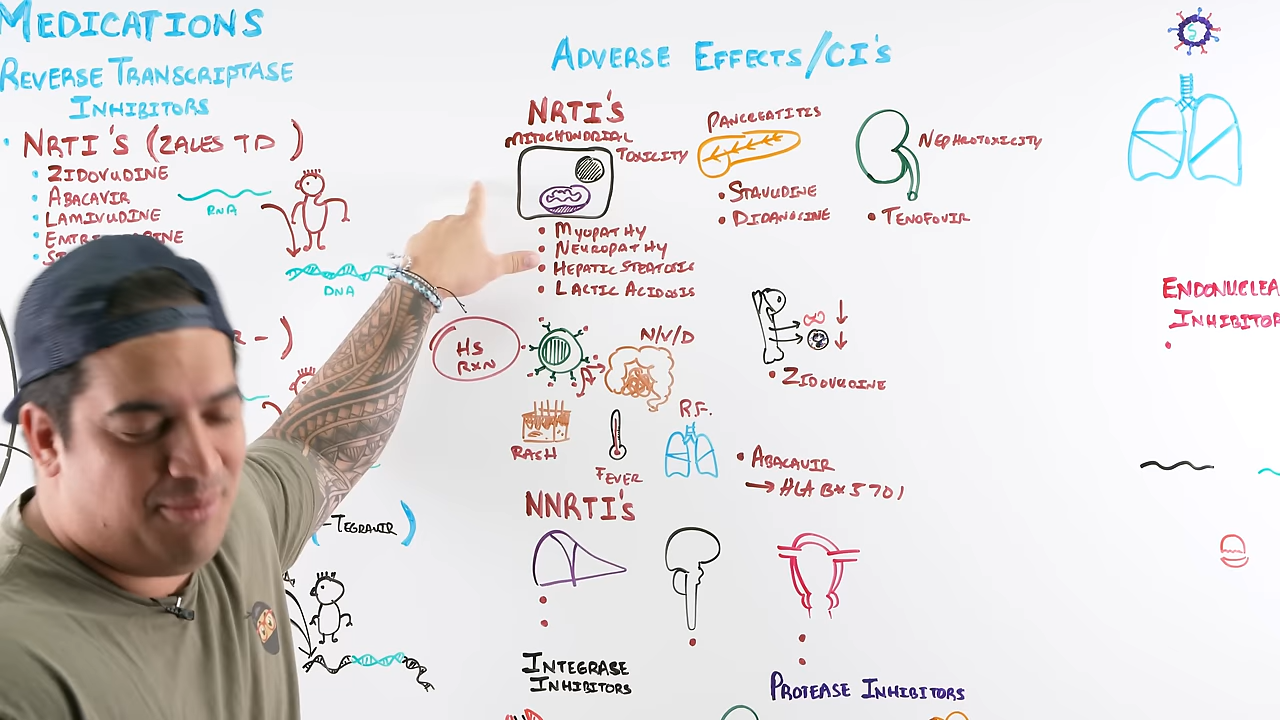 MEDICATIONS
REVERSE TRANSCRIPTASE
INHIBITORS
• NRTI'S (ZALES TD )
• ZIDOVUDINE
• ABACAVIR
• LAMIVUDINE
RNA
DNA
R - )
-TEGRAVIR )
ADVERSE EFFECTS/CI'S
NRTI'S
MITOCHONDRIAL
TOXICITY
• MYOPATHY
• NEUROPATHY
• HEPATIC STEATOSIS
• LACTIC ACIDOSIS
PANCREATITIS
• STAVUDINE
• DIDANOSINE
NEPHROTOXICITY
• TENOFOVIR
HS
RXN
N/V/D
RASH
FEVER
R.F.
• ZIDOVUDINE
• ABACAVIR
→ HLA B*5701
NNRTI'S
INTEGRASE
INHIBITORS
PROTEASE INHIBITORS
ENDONUCLEA
INHIBITOR